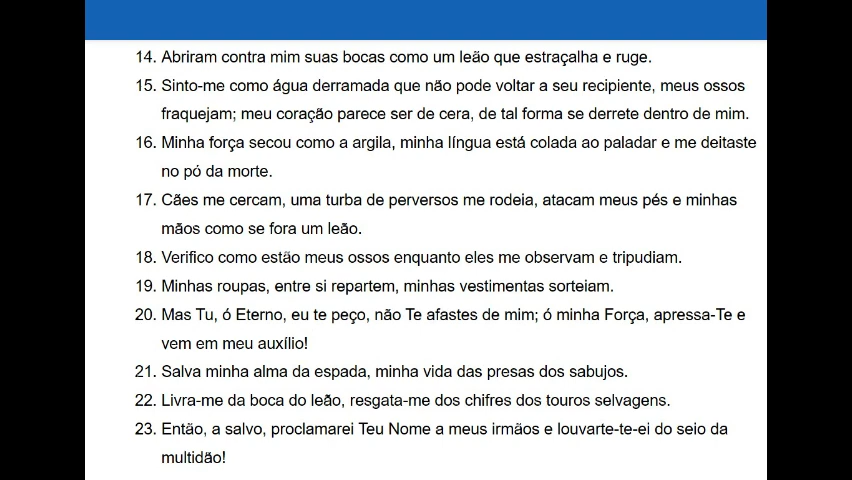 14. Abriram contra mim suas bocas como um leão que estraçalha e ruge.
15. Sinto-me como água derramada que não pode voltar a seu recipiente, meus ossos
fraquejam; meu coração parece ser de cera, de tal forma se derrete dentro de mim.
16. Minha força secou como a argila, minha língua está colada ao paladar e me deitaste
no pó da morte.
17. Cães me cercam, uma turba de perversos me rodeia, atacam meus pés e minhas
mãos como se fora um leão.
18. Verifico como estão meus ossos enquanto eles me observam e tripudiam.
19. Minhas roupas, entre si repartem, minhas vestimentas sorteiam.
20. Mas Tu, ó Eterno, eu te peço, não Te afastes de mim; ó minha Força, apressa-Te e
vem em meu auxílio!
21. Salva minha alma da espada, minha vida das presas dos sabujos.
22. Livra-me da boca do leão, resgata-me dos chifres dos touros selvagens.
23. Então, a salvo, proclamarei Teu Nome a meus irmãos e louvarte-te-ei do seio da
multidão!